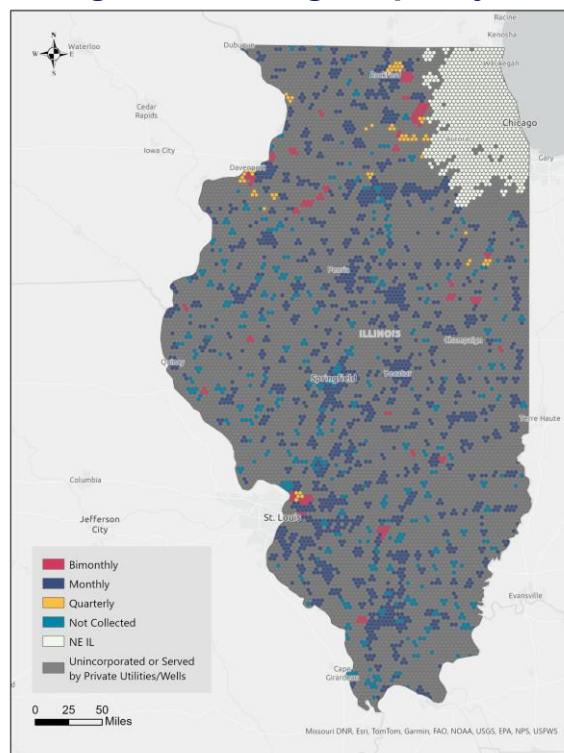 Racine
Kenosha
Waterloo
Dubuque
N
W E
S
Waukegan
Rockford
Cedar
Rapids
Chicago
Iowa City
Gary
Davenport
Peoria
ILLINOIS
Champaign
Quincy
Springfield
Decatur
Terre Haute
Columbia
St. Louis
Jefferson
City
Evansville
Bimonthly
Monthly
Quarterly
Not Collected
NE IL
Unincorporated or Served
by Private Utilities/Wells
Cape
Girardeau
0 25 50
Miles
Missouri DNR, Esri, TomTom, Garmin, FAO, NOAA, USGS, EPA, NPS, USFWS